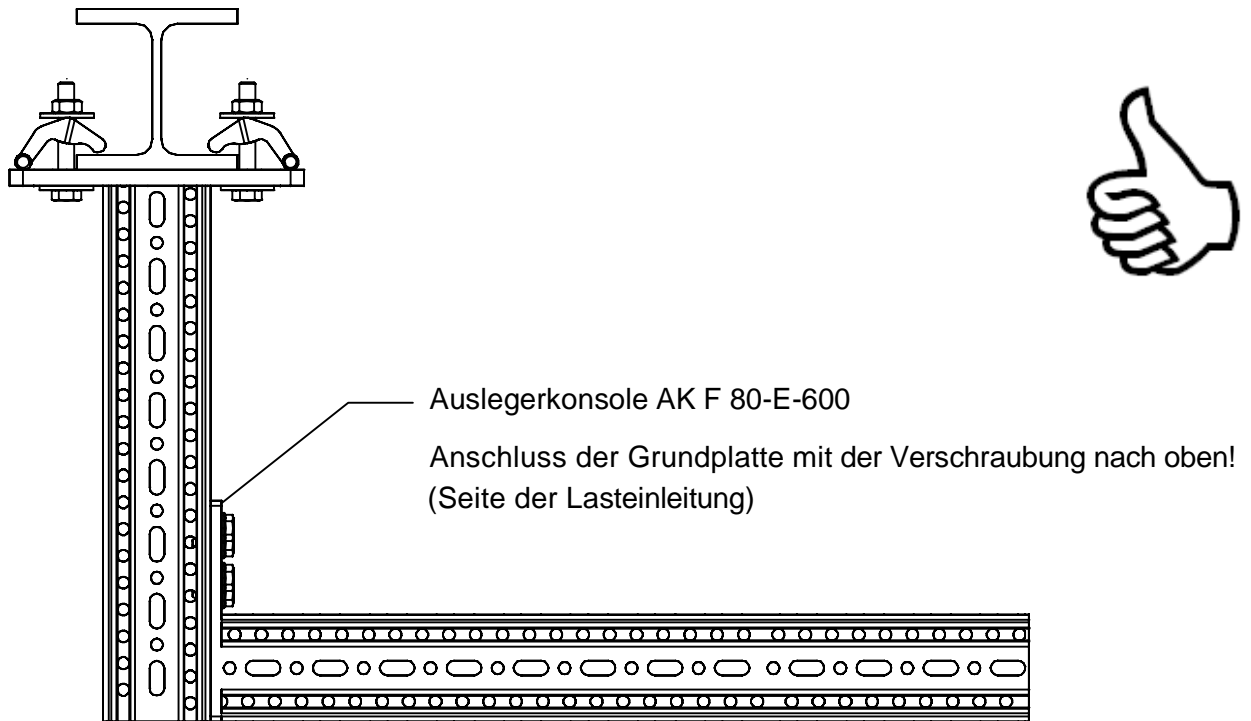 Auslegerkonsole AK F 80-E-600
Anschluss der Grundplatte mit der Verschraubung nach oben!
(Seite der Lasteinleitung)